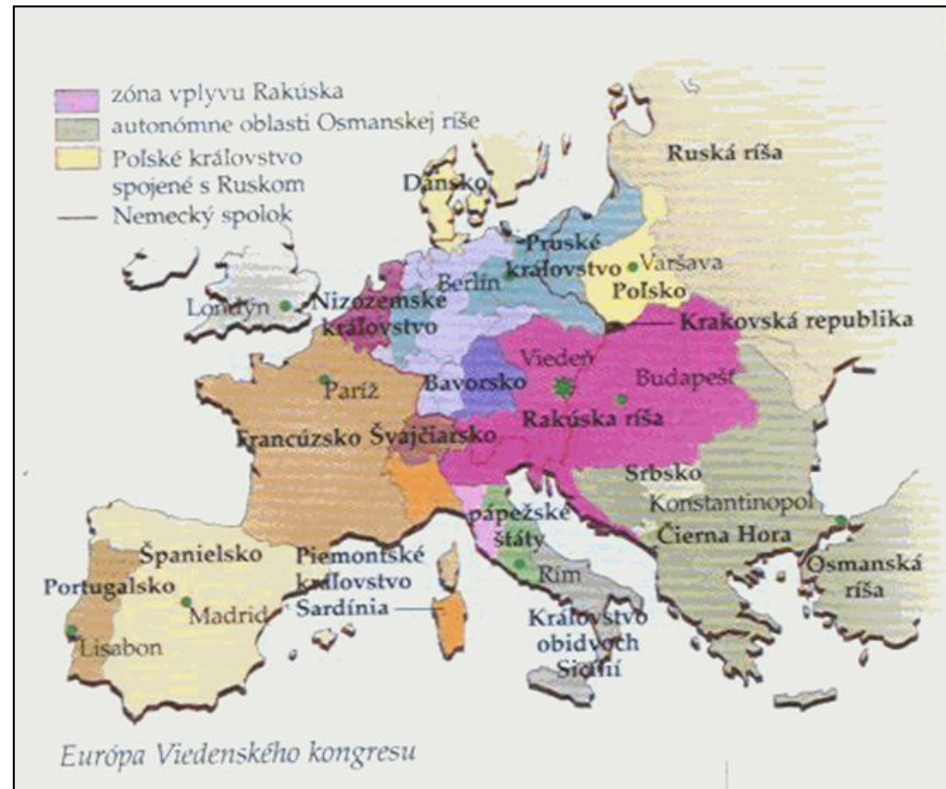 zóna vplyvu Rakúska
autonómne oblasti Osmanskej ríše
Poľské kráľovstvo
spojené s Ruskom
Nemecký spolok
Ruská ríša
Dánsko
Pruské
kráľovstvo
Berlín
Varšava
Poľsko
Londýn
Nizozemské
kráľovstvo
Krakovská republika
Viedeň
Budapešť
Paríž
Bavorsko
Rakúska ríša
Francúzsko
Švajčiarsko
Srbsko
Konstantinopol
pápežské
štáty
Čierna Hora
Španielsko
Piemontské
kráľovstvo
Sardínia
Osmanská
ríša
Portugalsko
Rím
Madrid
Kráľovstvo
obidvoch
Sicílií
Lisabon
Európa Viedenského kongresu